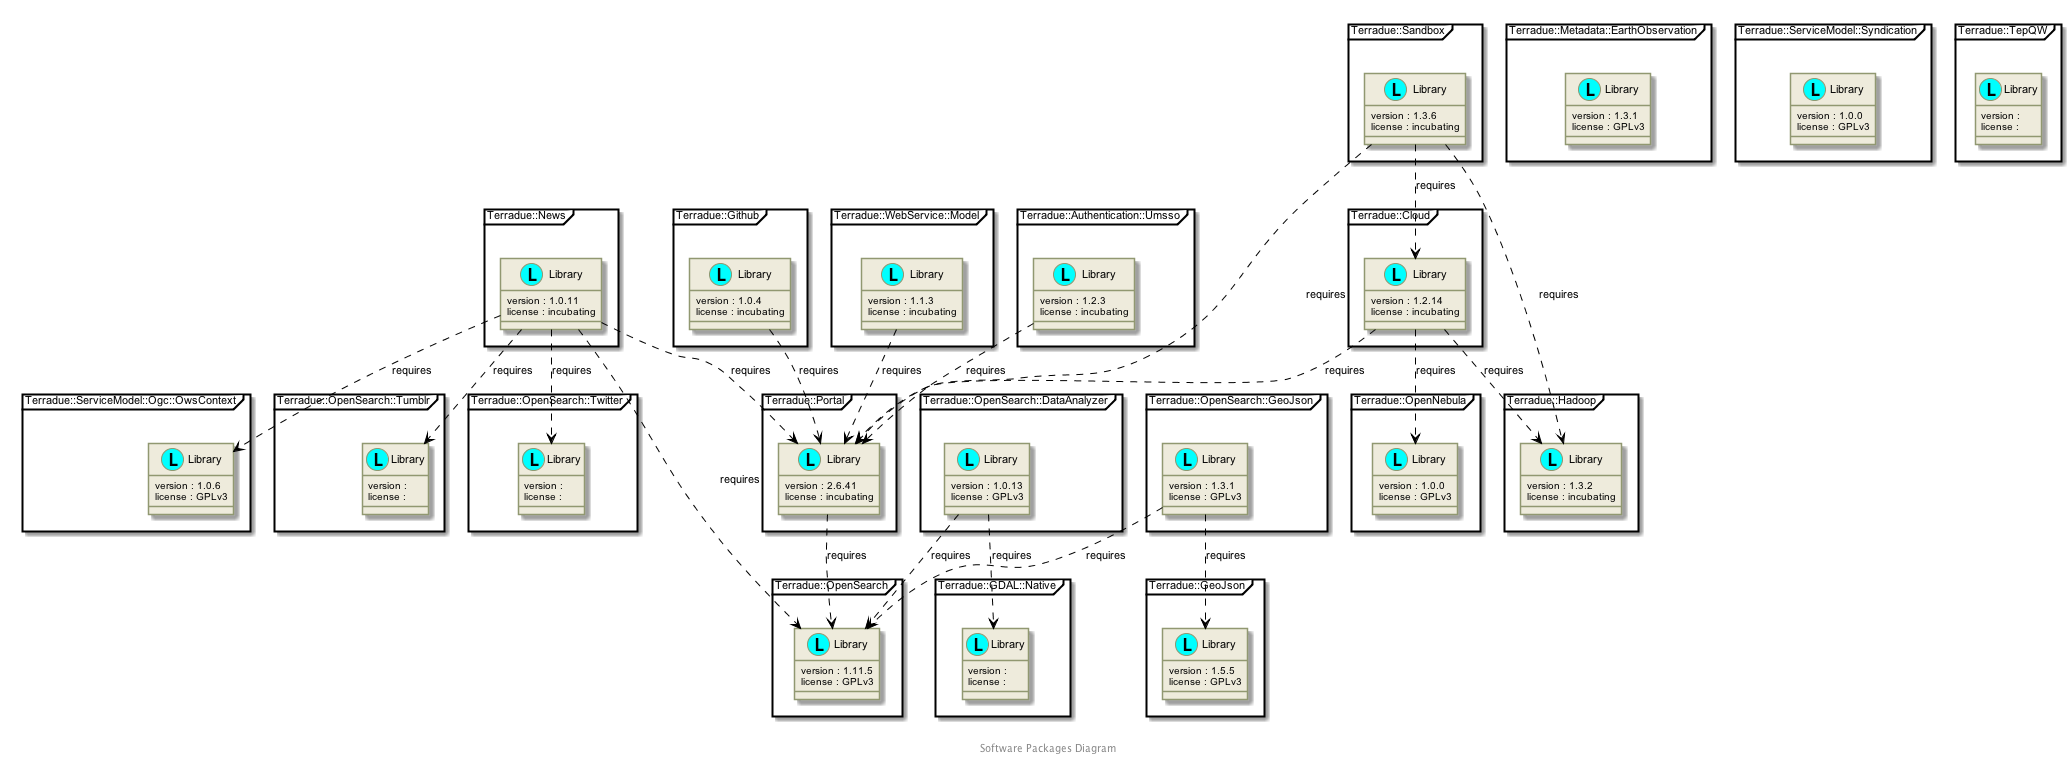 Terradue::Sandbox
L Library
version : 1.3.6
license : incubating
Terradue::Metadata::EarthObservation
L Library
version : 1.3.1
license : GPLv3
Terradue::ServiceModel::Syndication
L Library
version : 1.0.0
license : GPLv3
Terradue::TepQW
L Library
version :
license :
requires
Terradue::News
L Library
version : 1.0.11
license : incubating
Terradue::Github
L Library
version : 1.0.4
license : incubating
Terradue::WebService::Model
L Library
version : 1.1.3
license : incubating
Terradue::Authentication::Umsso
L Library
version : 1.2.3
license : incubating
requires
Terradue::Cloud
L Library
version : 1.2.14
license : incubating
requires
requires
requires
requires
requires
requires
requires
requires
requires
requires
requires
Terradue::ServiceModel::Ogc::OwsContext
L Library
version : 1.0.6
license : GPLv3
Terradue::OpenSearch::Tumblr
L Library
version :
license :
Terradue::OpenSearch::Twitter
L Library
version :
license :
requires
Terradue::Portal
L Library
version : 2.6.41
license : incubating
Terradue::OpenSearch::DataAnalyzer
L Library
version : 1.0.13
license : GPLv3
Terradue::OpenSearch::GeoJson
L Library
version : 1.3.1
license : GPLv3
Terradue::OpenNebula
L Library
version : 1.0.0
license : GPLv3
Terradue::Hadoop
L Library
version : 1.3.2
license : incubating
requires
requires
requires
requires
requires
Terradue::OpenSearch
L Library
version : 1.11.5
license : GPLv3
Terradue::GDAL::Native
L Library
version :
license :
Terradue::GeoJson
L Library
version : 1.5.5
license : GPLv3
Software Packages Diagram